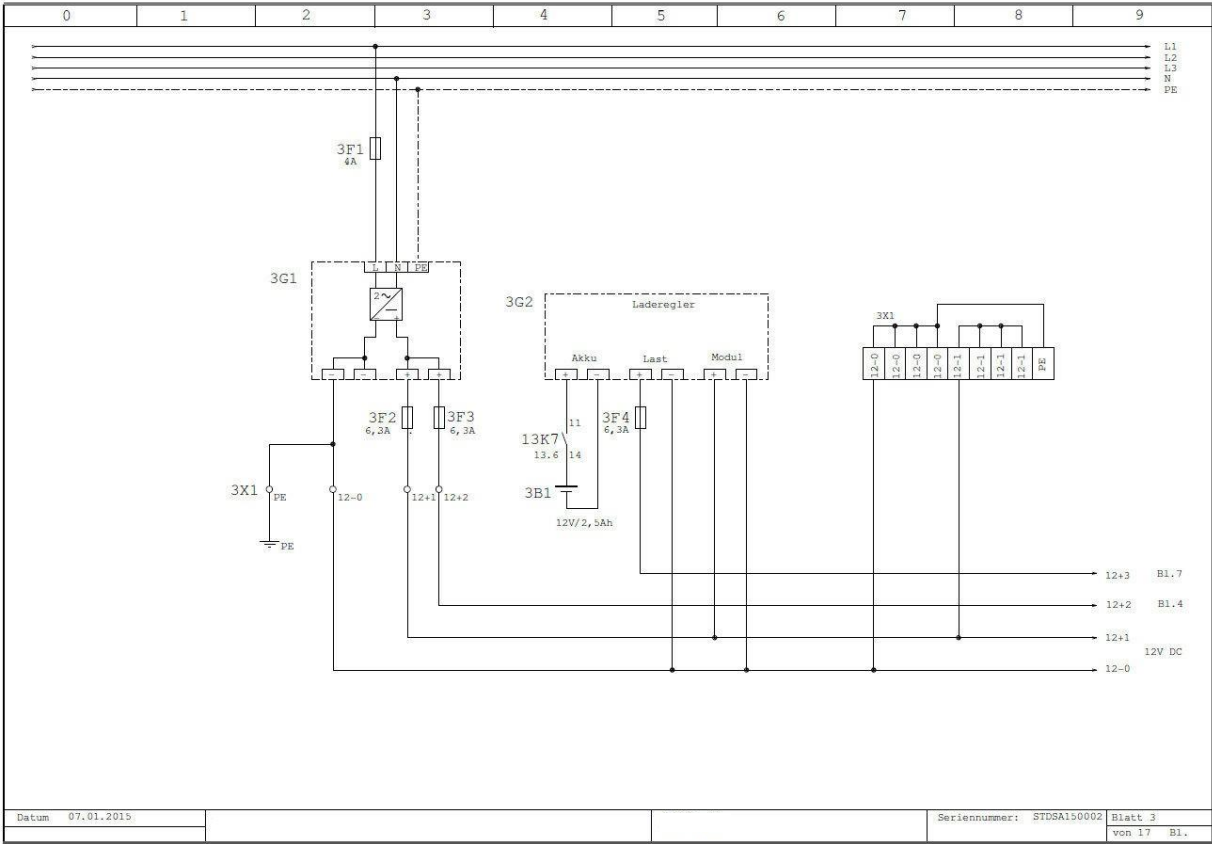 0 1 2 3 4 5 6 7 8 9
L1
L2
L3
N
PE
3F1
4A
3G1
L N PE
2~
- +
- - + +
3G2
Laderegler
Akku Last Modul
+ - + - + -
3X1
12-0 12-0 12-0 12-0 12-1 12-1 12-1 12-1 PE
3F2
6,3A
3F3
6,3A
13K7
13.6
11
14
3F4
6,3A
3X1
PE
12-0
12+1
12+2
3B1
12V/2,5Ah
PE
12+3 Bl.7
12+2 Bl.4
12+1
12V DC
12-0
Datum 07.01.2015
Seriennummer: STDSA150002
Blatt 3
von 17 Bl.